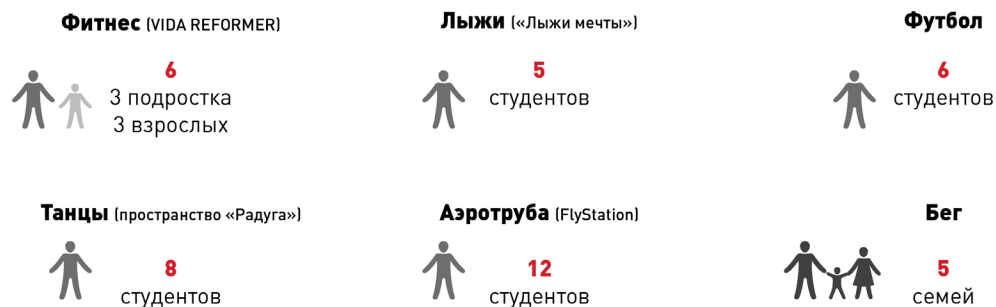 Фитнес (VIDA REFORMER)
6
3 подростка
3 взрослых
Лыжи («Лыжи мечты»)
5
студентов
Футбол
6
студентов
Танцы (пространство «Радуга»)
8
студентов
Аэротруба (FlyStation)
12
студентов
Бег
5
семей